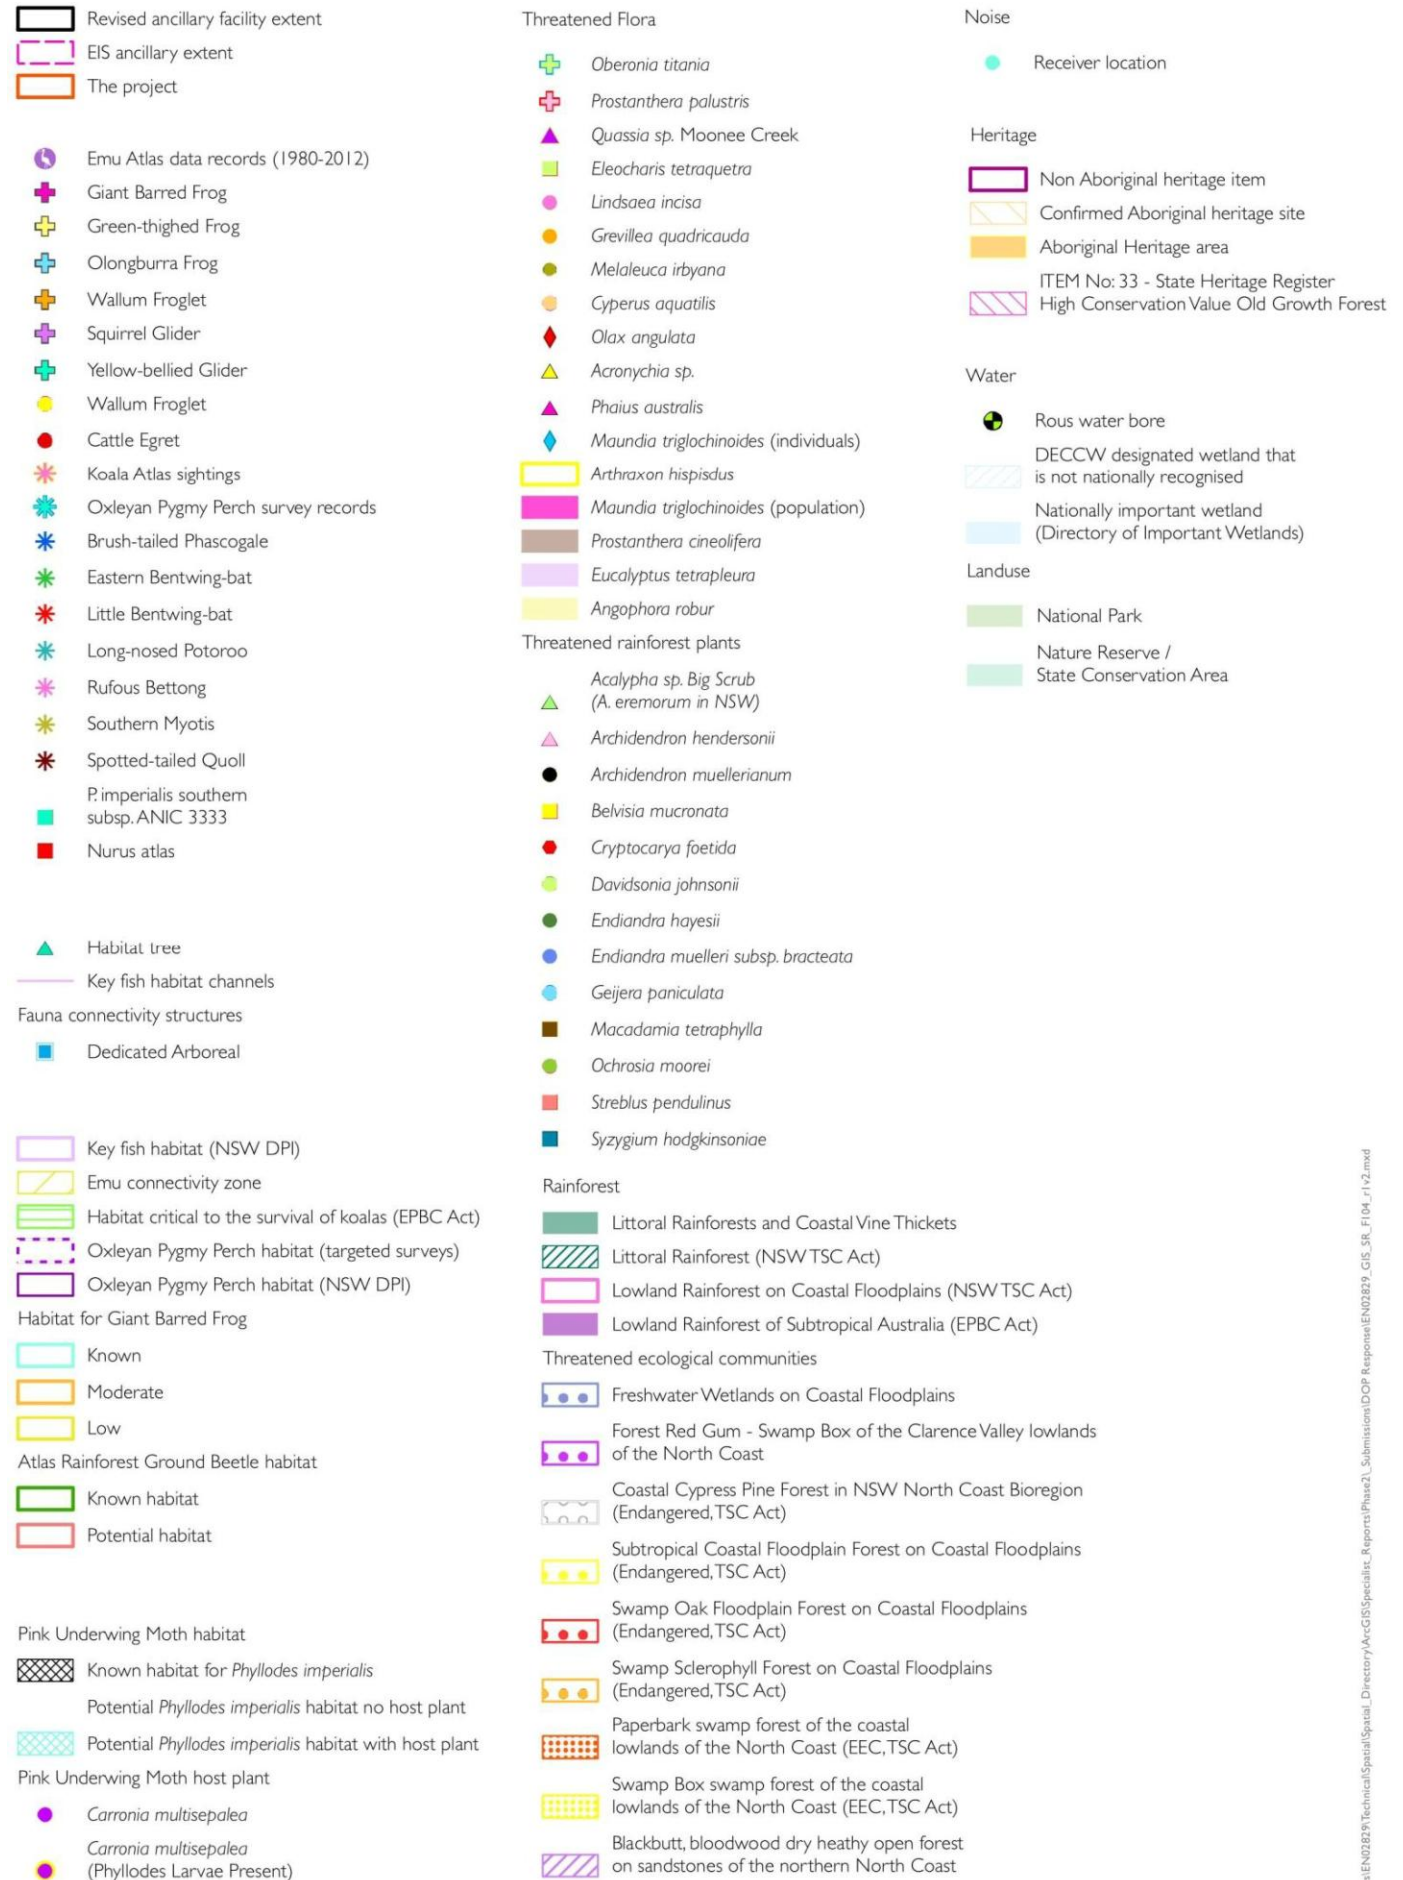 Revised ancillary facility extent
EIS ancillary extent
The project
Emu Atlas data records (1980-2012)
Giant Barred Frog
Green-thighed Frog
Olongburra Frog
Wallum Froglet
Squirrel Glider
Yellow-bellied Glider
Wallum Froglet
Cattle Egret
Koala Atlas sightings
Oxleyan Pygmy Perch survey records
Brush-tailed Phascogale
Eastern Bentwing-bat
Little Bentwing-bat
Long-nosed Potoroo
Rufous Bettong
Southern Myotis
Spotted-tailed Quoll
P. imperialis southern
subsp. ANIC 3333
Nurus atlas
Habitat tree
Key fish habitat channels
Fauna connectivity structures
Dedicated Arboreal
Key fish habitat (NSW DPI)
Emu connectivity zone
Habitat critical to the survival of koalas (EPBC Act)
Oxleyan Pygmy Perch habitat (targeted surveys)
Oxleyan Pygmy Perch habitat (NSW DPI)
Habitat for Giant Barred Frog
Known
Moderate
Low
Atlas Rainforest Ground Beetle habitat
Known habitat
Potential habitat
Pink Underwing Moth habitat
Known habitat for Phyllodes imperialis
Potential Phyllodes imperialis habitat no host plant
Potential Phyllodes imperialis habitat with host plant
Pink Underwing Moth host plant
Carronia multisepalea
Carronia multisepalea
(Phyllodes Larvae Present)
Threatened Flora
Oberonia titania
Prostanthera palustris
Quassia sp. Moonee Creek
Eleocharis tetraquetra
Lindsaea incisa
Grevillea quadricauda
Melaleuca irbyana
Cyperus aquatilis
Olax angulata
Acronychia sp.
Phaius australis
Maundia triglochinoides (individuals)
Arthraxon hispisdus
Maundia triglochinoides (population)
Prostanthera cineolifera
Eucalyptus tetrapleura
Angophora robur
Threatened rainforest plants
Acalypha sp. Big Scrub
(A. eremorum in NSW)
Archidendron hendersonii
Archidendron muellerianum
Belvisia mucronata
Cryptocarya foetida
Davidsonia johnsonii
Endiandra hayesii
Endiandra muelleri subsp. bracteata
Geijera paniculata
Macadamia tetraphylla
Ochrosia moorei
Streblus pendulinus
Syzygium hodgkinsoniae
Rainforest
Littoral Rainforests and Coastal Vine Thickets
Littoral Rainforest (NSW TSC Act)
Lowland Rainforest on Coastal Floodplains (NSW TSC Act)
Lowland Rainforest of Subtropical Australia (EPBC Act)
Threatened ecological communities
Freshwater Wetlands on Coastal Floodplains
Forest Red Gum - Swamp Box of the Clarence Valley lowlands
of the North Coast
Coastal Cypress Pine Forest in NSW North Coast Bioregion
(Endangered, TSC Act)
Subtropical Coastal Floodplain Forest on Coastal Floodplains
(Endangered, TSC Act)
Swamp Oak Floodplain Forest on Coastal Floodplains
(Endangered, TSC Act)
Swamp Sclerophyll Forest on Coastal Floodplains
(Endangered, TSC Act)
Paperbark swamp forest of the coastal
lowlands of the North Coast (EEC, TSC Act)
Swamp Box swamp forest of the coastal
lowlands of the North Coast (EEC, TSC Act)
Blackbutt, bloodwood dry heathy open forest
on sandstones of the northern North Coast
Noise
Receiver location
Heritage
Non Aboriginal heritage item
Confirmed Aboriginal heritage site
Aboriginal Heritage area
ITEM No: 33 - State Heritage Register
High Conservation Value Old Growth Forest
Water
Rous water bore
DECCW designated wetland that
is not nationally recognised
Nationally important wetland
(Directory of Important Wetlands)
Landuse
National Park
Nature Reserve /
State Conservation Area
s\EN02829\Technical\Spatial\Spatial_Directory\ArcGIS\Specialist_Reports\Phase2\_Submissions\DOP Response\EN02829_GIS_SR_F104_r1v2.mxd